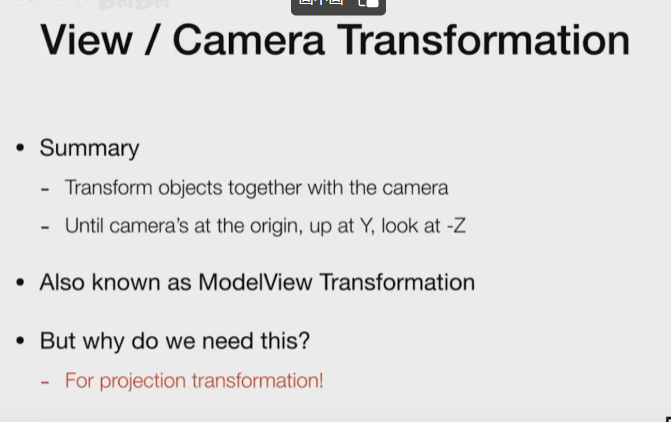 View / Camera Transformation
• Summary
- Transform objects together with the camera
- Until camera's at the origin, up at Y, look at -Z
• Also known as ModelView Transformation
• But why do we need this?
- For projection transformation!